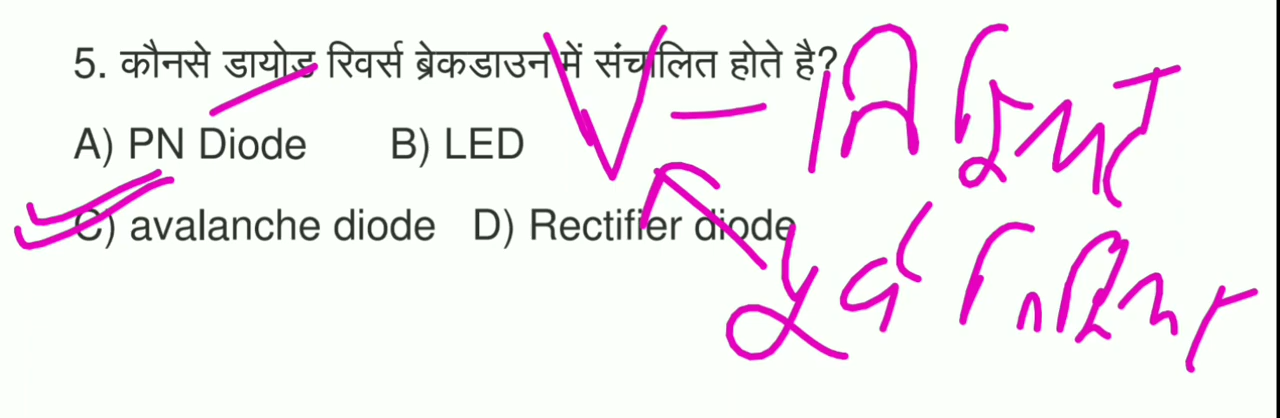 5. कौनसे डायोड रिवर्स ब्रेकडाउन में संचालित होते है?
A) PN Diode B) LED
C) avalanche diode D) Rectifier diode
V -